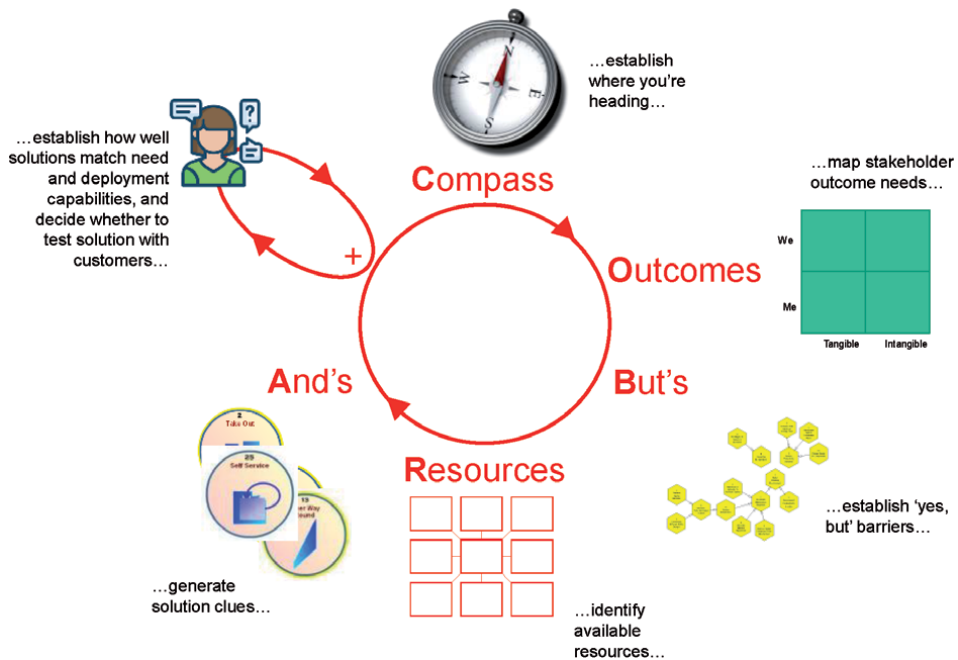 N
E
S
W
…establish
where you're
heading…
?
…establish how well
solutions match need
and deployment
capabilities, and
decide whether to
test solution with
customers…
Compass
…map stakeholder
outcome needs…
+
We
Me
Tangible
Intangible
Outcomes
And's
But's
2
Take Out
25
Self Service
13
Way
Resources
…establish 'yes,
but' barriers…
…generate
solution clues…
…identify
available
resources…